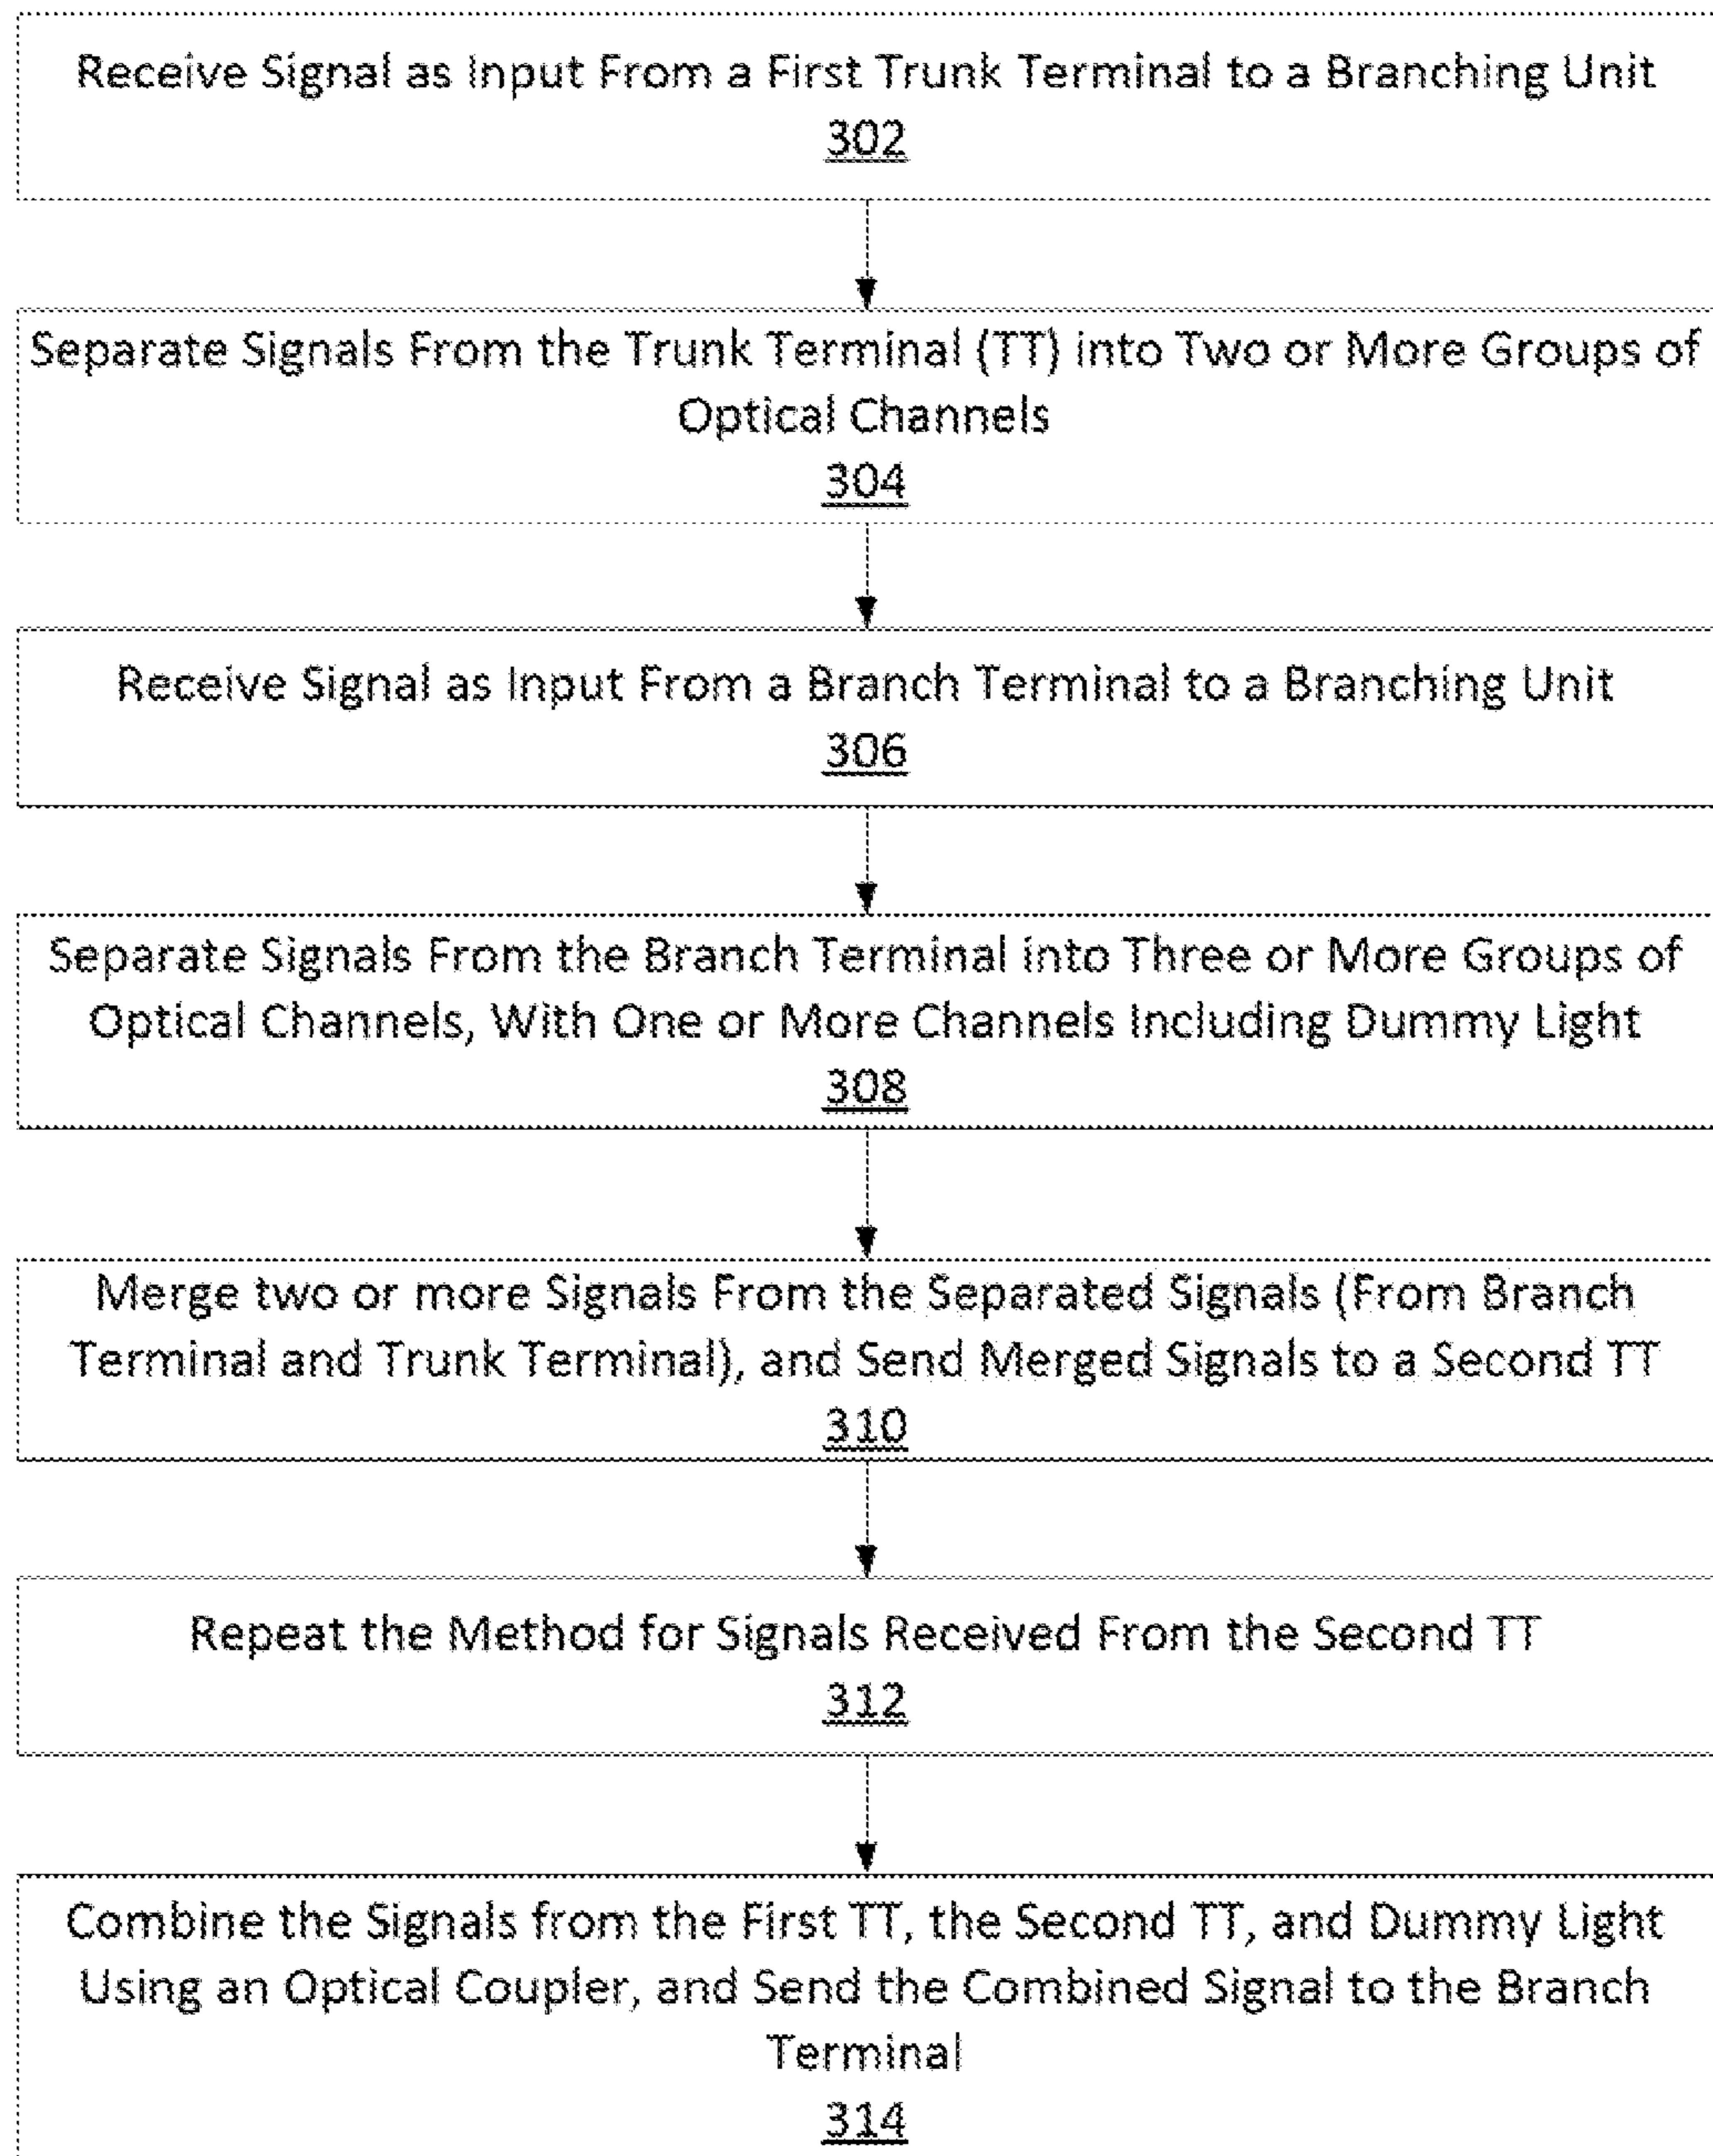 Receive Signal as Input From a First Trunk Terminal to a Branching Unit
302
Separate Signals From the Trunk Terminal (TT) into Two or More Groups of
Optical Channels
304
Receive Signal as Input From a Branch Terminal to a Branching Unit
306
Separate Signals From the Branch Terminal into Three or More Groups of
Optical Channels, With One or More Channels Including Dummy Light
308
Merge two or more Signals From the Separated Signals (From Branch
Terminal and Trunk Terminal), and Send Merged Signals to a Second TT
310
Repeat the Method for Signals Received From the Second TT
312
Combine the Signals from the First TT, the Second TT, and Dummy Light
Using an Optical Coupler, and Send the Combined Signal to the Branch
Terminal
314